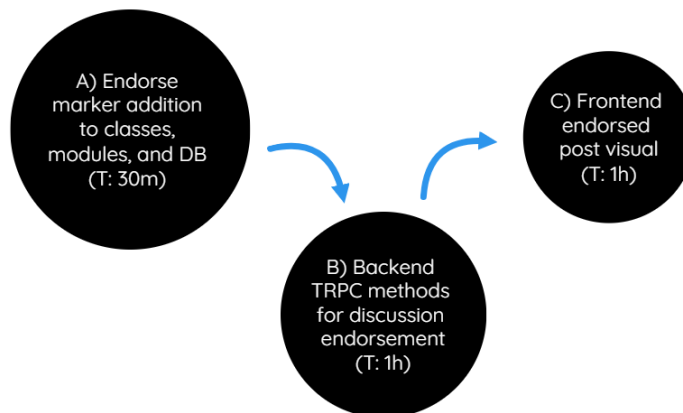 A) Endorse
marker addition
to classes,
modules, and DB
(T: 30m)
B) Backend
TRPC methods
for discussion
endorsement
(T: 1h)
C) Frontend
endorsed
post visual
(T: 1h)